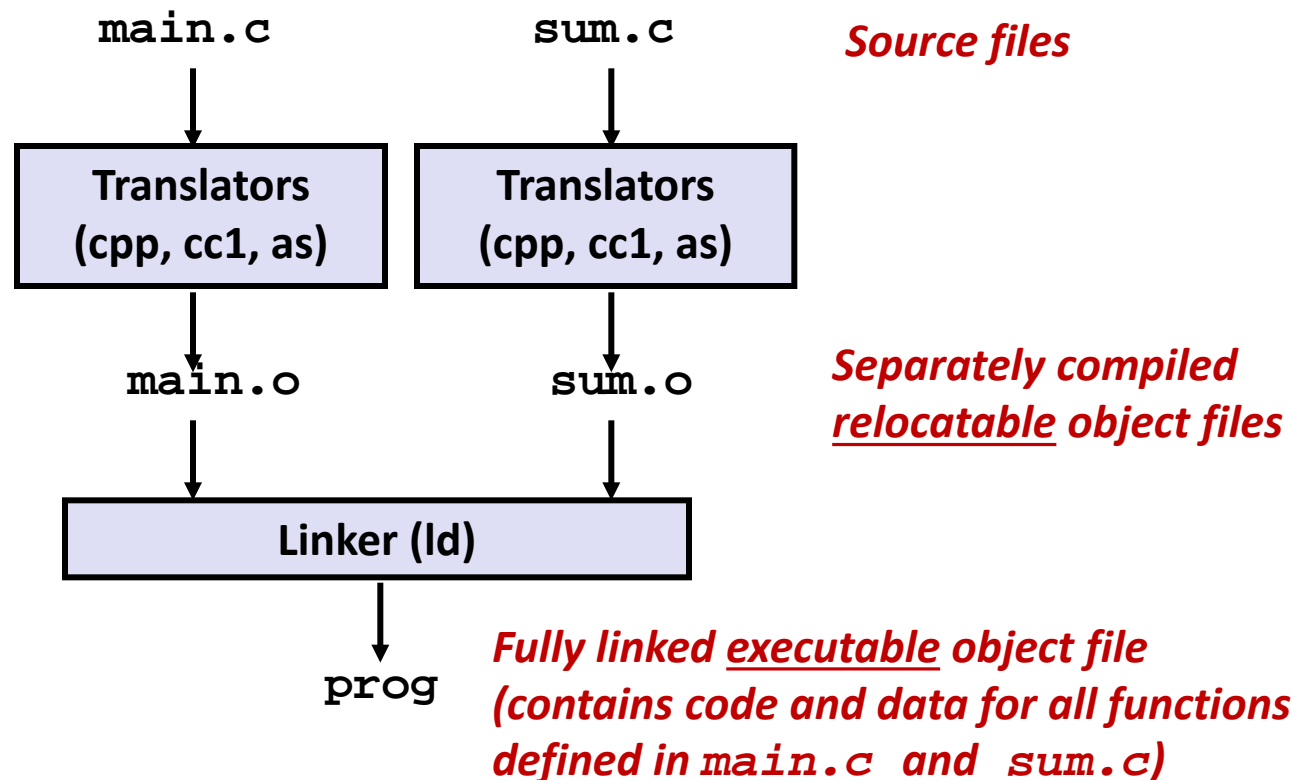 main.c
sum.c
Source files
Translators
(cpp, cc1, as)
Translators
(cpp, cc1, as)
main.o
sum.o
Separately compiled
relocatable object files
Linker (ld)
prog
Fully linked executable object file
(contains code and data for all functions
defined in main.c and sum.c)